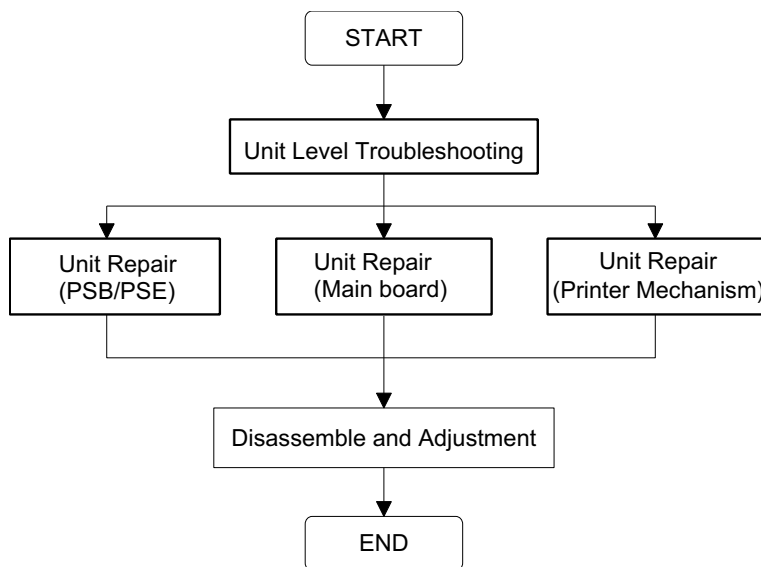 START
Unit Level Troubleshooting
Unit Repair
(PSB/PSE)
Unit Repair
(Main board)
Unit Repair
(Printer Mechanism)
Disassemble and Adjustment
END